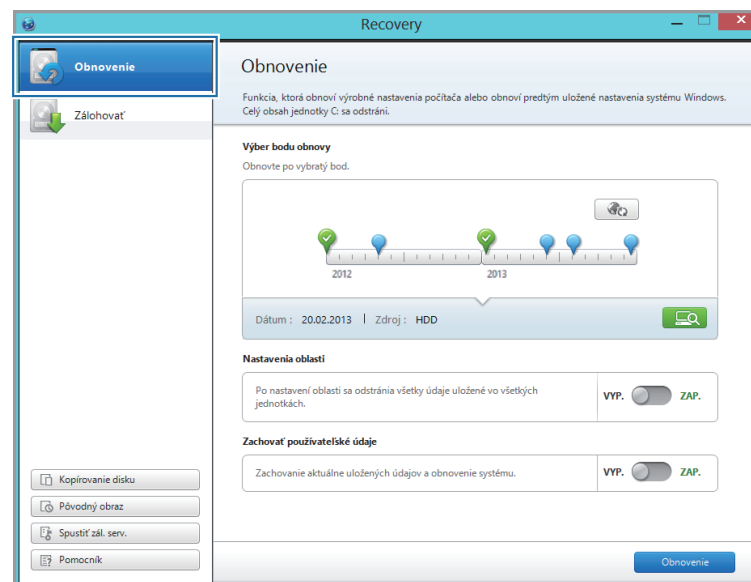 Recovery
Obnovenie
Zálohovať
Obnovenie
Funkcia, ktorá obnoví výrobné nastavenia počítača alebo obnoví predtým uložené nastavenia systému Windows.
Celý obsah jednotky C: sa odstráni.
Výber bodu obnovy
Obnovte po vybratý bod.
2012 2013
Dátum : 20.02.2013 | Zdroj : HDD
Nastavenia oblasti
Po nastavení oblasti sa odstránia všetky údaje uložené vo všetkých
jednotkách.
VYP. ZAP.
Zachovať používateľské údaje
Zachovanie aktuálne uložených údajov a obnovenie systému.
VYP. ZAP.
Kopírovanie disku
Pôvodný obraz
Spustiť zál. serv.
Pomocník
Obnovenie